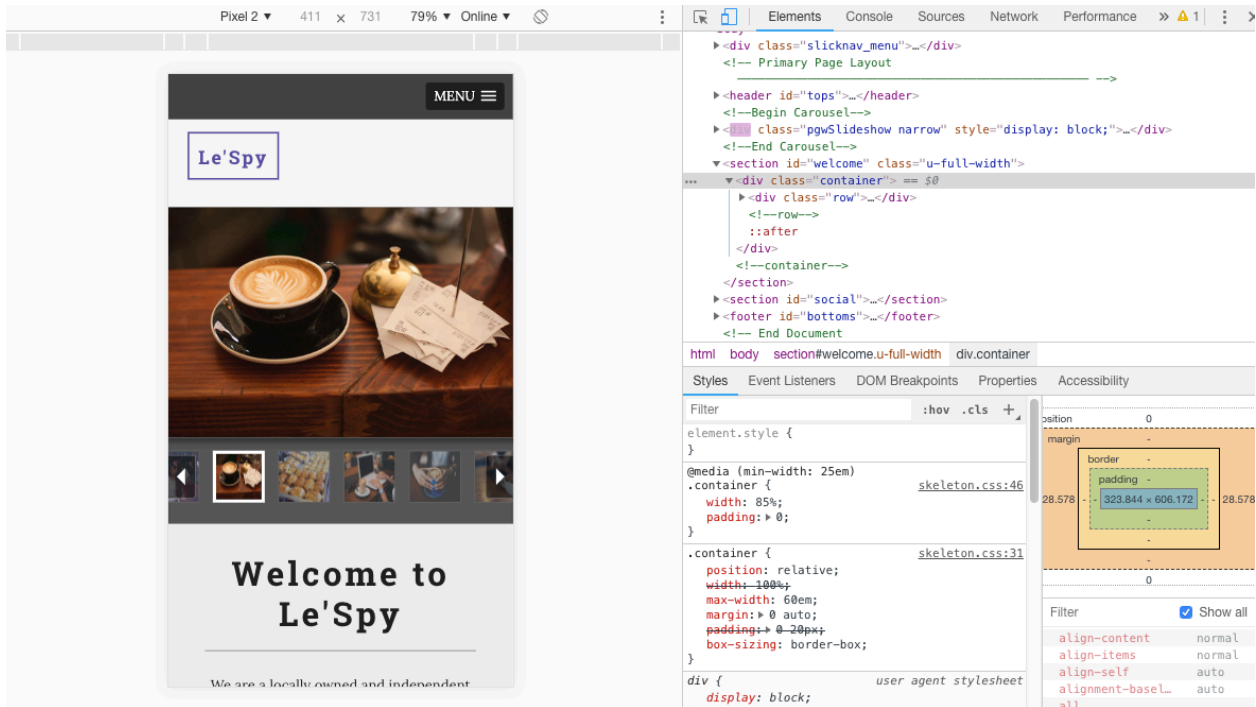 Pixel 2 ▼ 411 × 731 79% ▼ Online ▼
MENU
Le'Spy
Welcome to
Le'Spy
We are a locally owned and independent
Elements Console Sources Network Performance » 1
▶<div class="slicknav_menu">…</div>
<!-- Primary Page Layout
–––––––––––––––––––––––––––––––––––––––––––––––––– -->
▶<header id="tops">…</header>
<!--Begin Carousel-->
▶<div class="pgwSlideshow narrow" style="display: block;">…</div>
<!--End Carousel-->
▼<section id="welcome" class="u-full-width">
… ▼<div class="container"> == $0
▶<div class="row">…</div>
<!--row-->
::after
</div>
<!--container-->
</section>
▶<section id="social">…</section>
▶<footer id="bottoms">…</footer>
<!-- End Document
html body section#welcome.u-full-width div.container
Styles Event Listeners DOM Breakpoints Properties Accessibility
Filter :hov .cls +
element.style {
}
@media (min-width: 25em)
.container { skeleton.css:46
width: 85%;
padding:▶ 0;
}
.container { skeleton.css:31
position: relative;
width: 100%;
max-width: 60em;
margin:▶ 0 auto;
padding:▶ 0 20px;
box-sizing: border-box;
}
div { user agent stylesheet
display: block;
osition 0
margin -
border -
padding -
28.578 - - 323.844 × 606.172 - - 28.578
-
-
-
0
Filter Show all
align-content normal
align-items normal
align-self auto
alignment-basel… auto
all